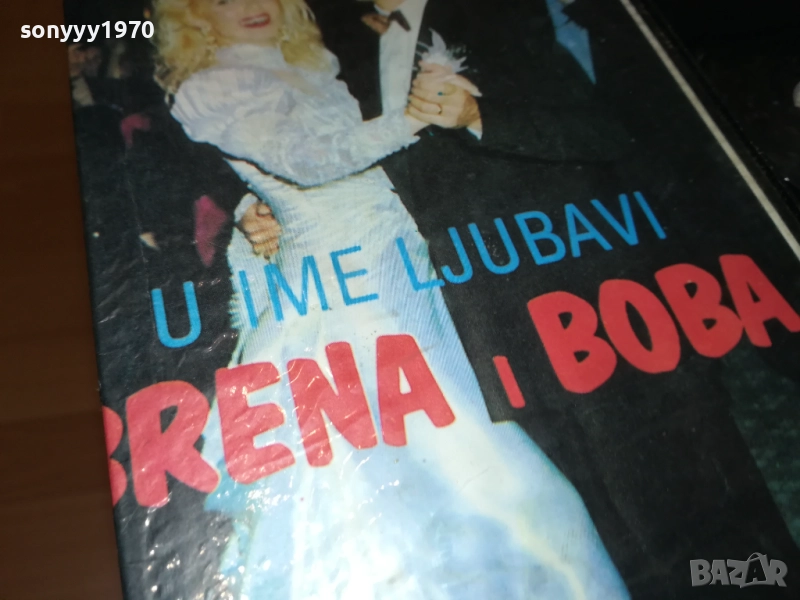 sonyyy1970
U IME LJUBAVI
BRENA I BOBA
BAZAR